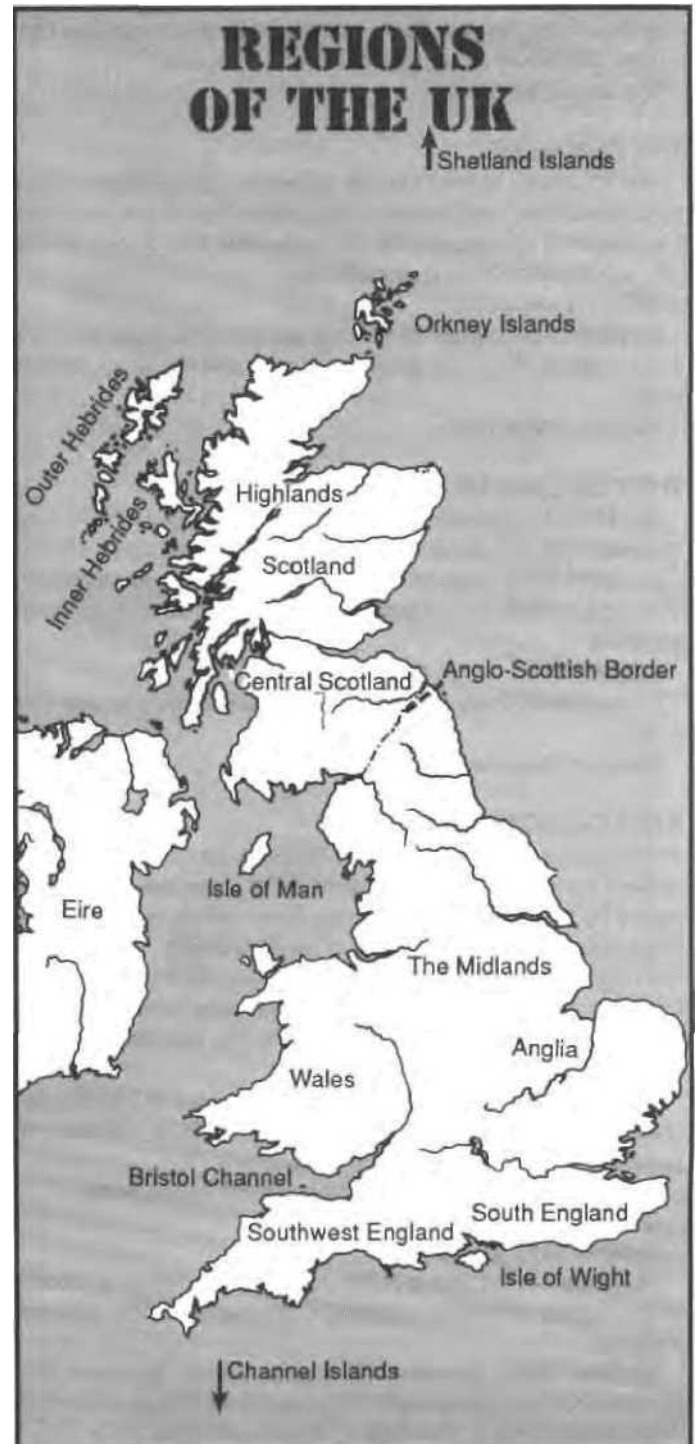 REGIONS
OF THE UK
Shetland Islands
Orkney Islands
Outer Hebrides
Inner Hebrides
Highlands
Scotland
Central Scotland
Anglo-Scottish Border
Isle of Man
Eire
The Midlands
Anglia
Wales
Bristol Channel
South England
Southwest England
Isle of Wight
Channel Islands